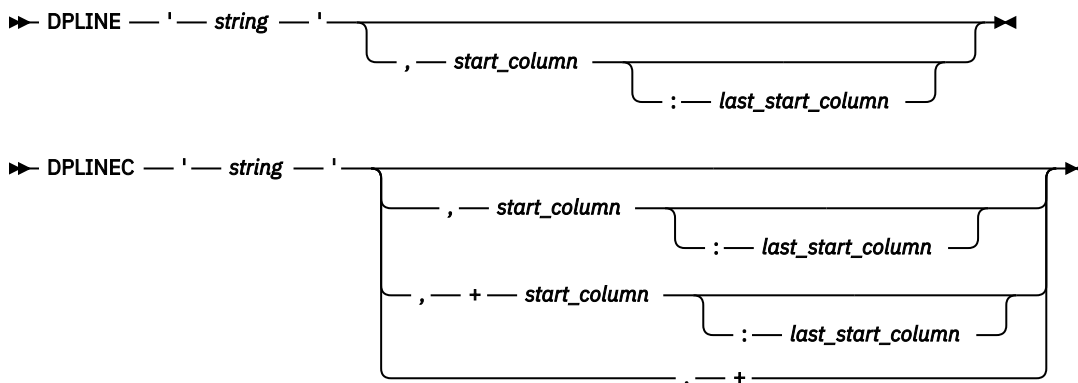 DPLINE ' string '
, start_column
: last_start_column
DPLINEC ' string '
, start_column
: last_start_column
, + start_column
: last_start_column
, +